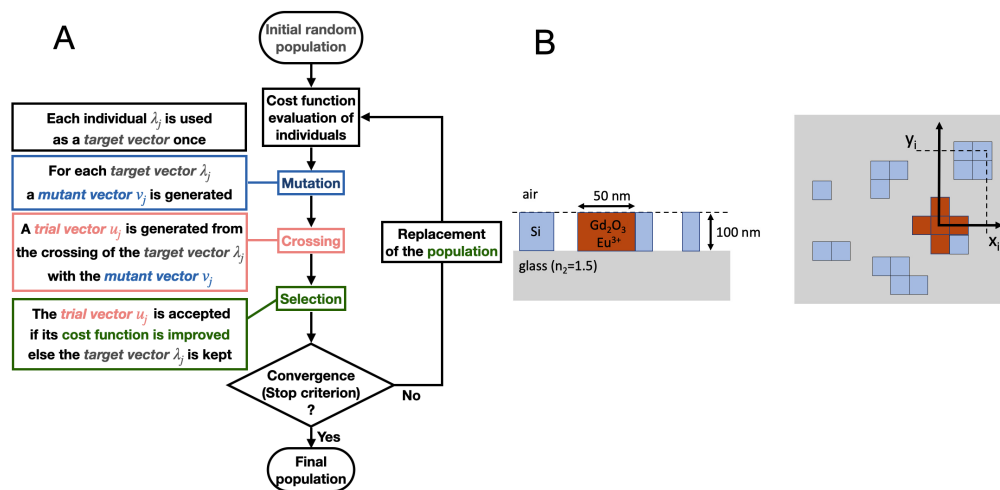 A
Initial random
population
Cost function
evaluation of
individuals
Each individual λj is used
as a target vector once
For each target vector λj
a mutant vector vj is generated
Mutation
A trial vector uj is generated from
the crossing of the target vector λj
with the mutant vector vj
Crossing
Replacement
of the population
The trial vector uj is accepted
if its cost function is improved
else the target vector λj is kept
Selection
Convergence
(Stop criterion)
?
No
Yes
Final
population
B
air
50 nm
Si
Gd2O3
Eu3+
100 nm
glass (n2=1.5)
yi
xi